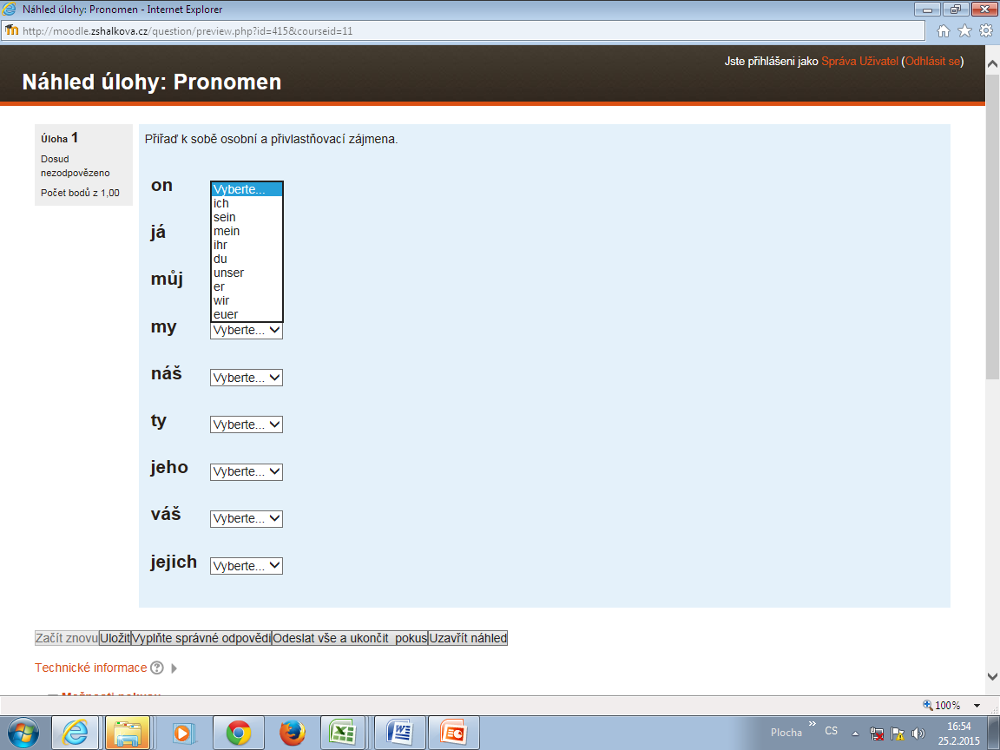 Náhled úlohy: Pronomen - Internet Explorer
http://moodle.zshalkova.cz/question/preview.php?id=415&courseid=11
Jste přihlášeni jako Správa Uživatel (Odhlásit se)
Náhled úlohy: Pronomen
Úloha 1
Dosud
nezodpovězeno
Počet bodů z 1,00
Přiřaď k sobě osobní a přivlastňovací zájmena.
on
Vyberte...
ich
sein
mein
ihr
du
unser
er
wir
euer
já
můj
my Vyberte...
náš Vyberte...
ty Vyberte...
jeho Vyberte...
váš Vyberte...
jejich Vyberte...
Začít znovu Uložit Vyplňte správné odpovědi Odeslat vše a ukončit pokus Uzavřít náhled
Technické informace
Možnosti pokusu
100%
Plocha
CS
16:54
25.2.2015